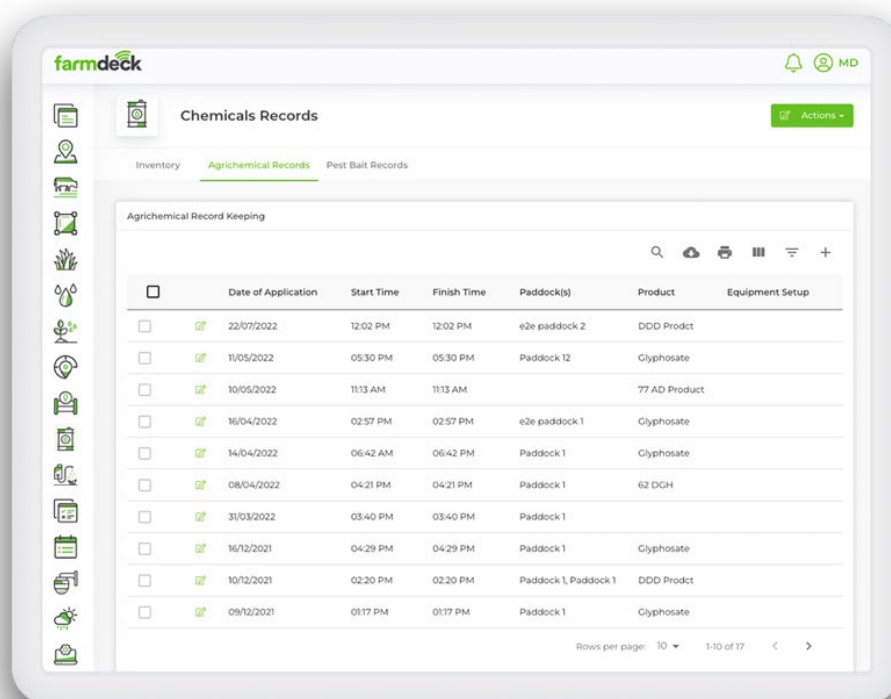 farmdeck
MD
Chemicals Records
Actions
Inventory Agrichemical Records Pest Bait Records
Agrichemical Record Keeping
Date of Application Start Time Finish Time Paddock(s) Product Equipment Setup
22/07/2022 12:02 PM 12:02 PM e2e paddock 2 DDD Prodct
11/05/2022 05:30 PM 05:30 PM Paddock 12 Glyphosate
10/05/2022 11:13 AM 11:13 AM 77 AD Product
16/04/2022 02:57 PM 02:57 PM e2e paddock 1 Glyphosate
14/04/2022 06:42 AM 06:42 PM Paddock 1 Glyphosate
08/04/2022 04:21 PM 04:21 PM Paddock 1 62 DGH
31/03/2022 03:40 PM 03:40 PM Paddock 1
16/12/2021 04:29 PM 04:29 PM Paddock 1 Glyphosate
10/12/2021 02:20 PM 02:20 PM Paddock 1, Paddock 1 DDD Prodct
09/12/2021 01:17 PM 01:17 PM Paddock 1 Glyphosate
Rows per page: 10 1-10 of 17